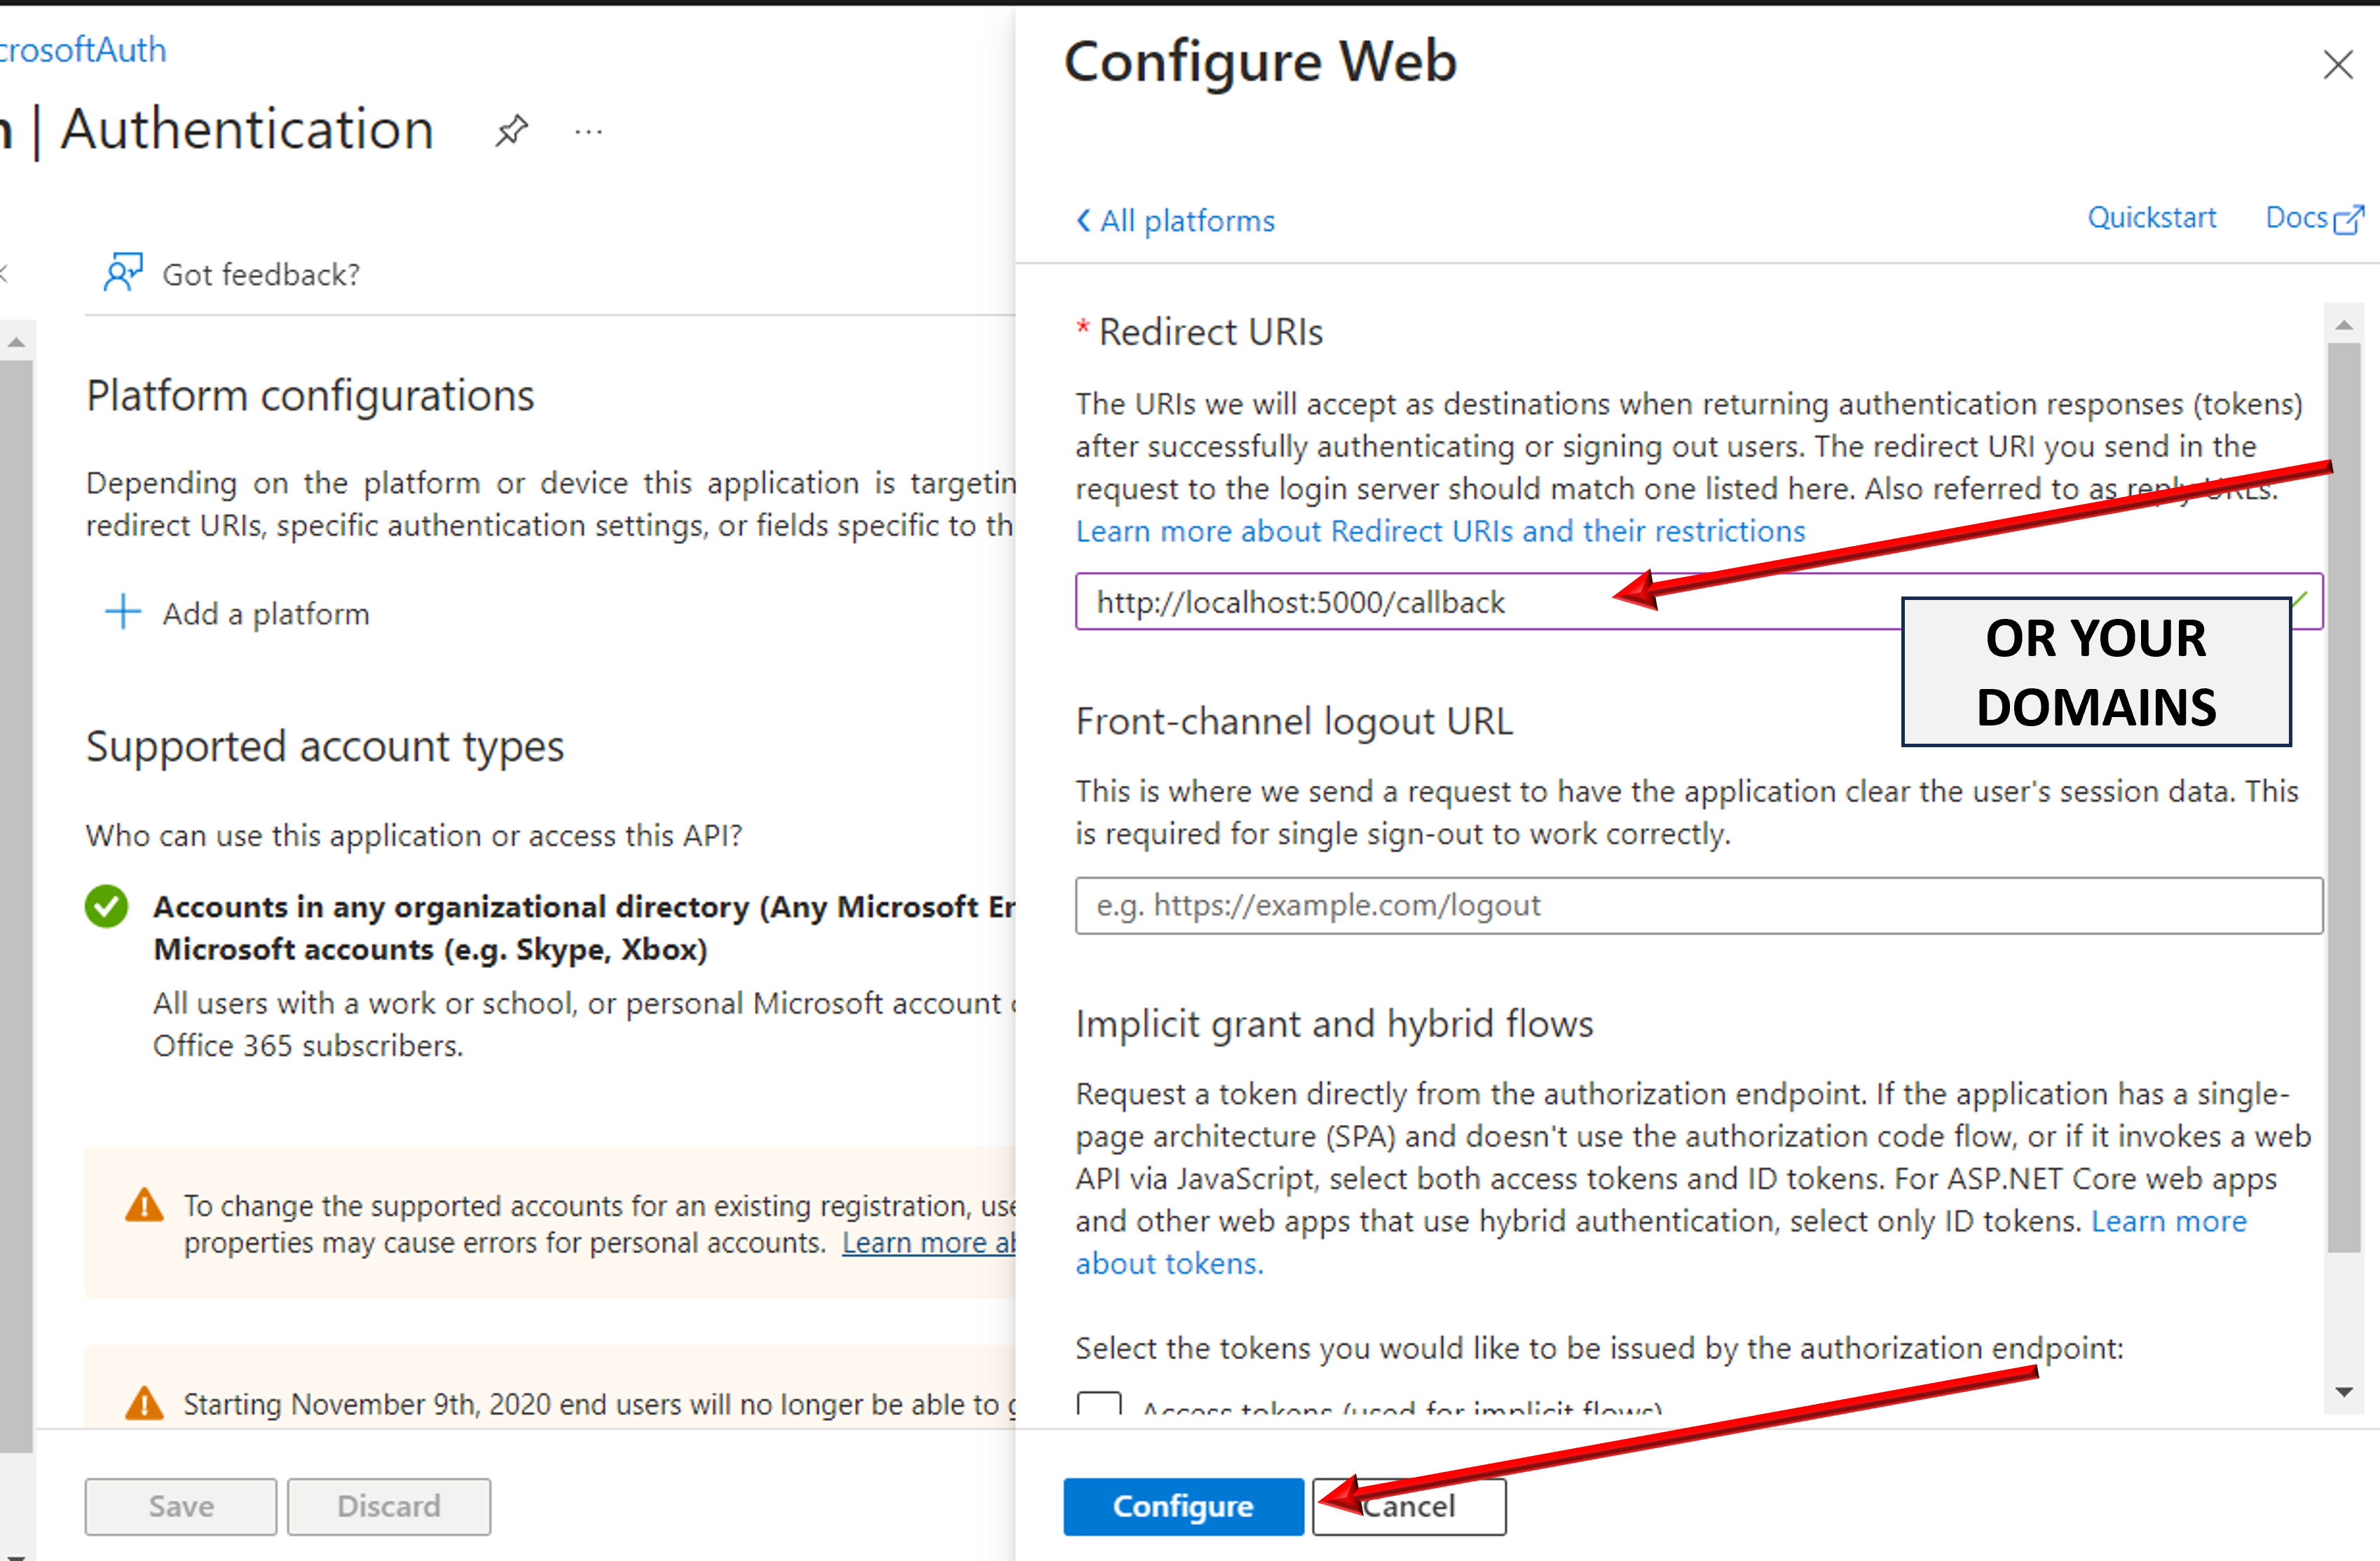 crosoftAuth
| Authentication
...
Got feedback?
Platform configurations
Depending on the platform or device this application is targetin
redirect URIs, specific authentication settings, or fields specific to th
Add a platform
Supported account types
Who can use this application or access this API?
Accounts in any organizational directory (Any Microsoft Er
Microsoft accounts (e.g. Skype, Xbox)
All users with a work or school, or personal Microsoft account
Office 365 subscribers.
To change the supported accounts for an existing registration, use
properties may cause errors for personal accounts. Learn more ab
Starting November 9th, 2020 end users will no longer be able to g
Save
Discard
Configure Web
All platforms
Quickstart
Docs
* Redirect URIs
The URIs we will accept as destinations when returning authentication responses (tokens)
after successfully authenticating or signing out users. The redirect URI you send in the
request to the login server should match one listed here. Also referred to as reply URLs.
Learn more about Redirect URIs and their restrictions
http://localhost:5000/callback
OR YOUR
DOMAINS
Front-channel logout URL
This is where we send a request to have the application clear the user's session data. This
is required for single sign-out to work correctly.
e.g. https://example.com/logout
Implicit grant and hybrid flows
Request a token directly from the authorization endpoint. If the application has a single-
page architecture (SPA) and doesn't use the authorization code flow, or if it invokes a web
API via JavaScript, select both access tokens and ID tokens. For ASP.NET Core web apps
and other web apps that use hybrid authentication, select only ID tokens. Learn more
about tokens.
Select the tokens you would like to be issued by the authorization endpoint:
Access tokens (used for implicit flows)
Configure
Cancel